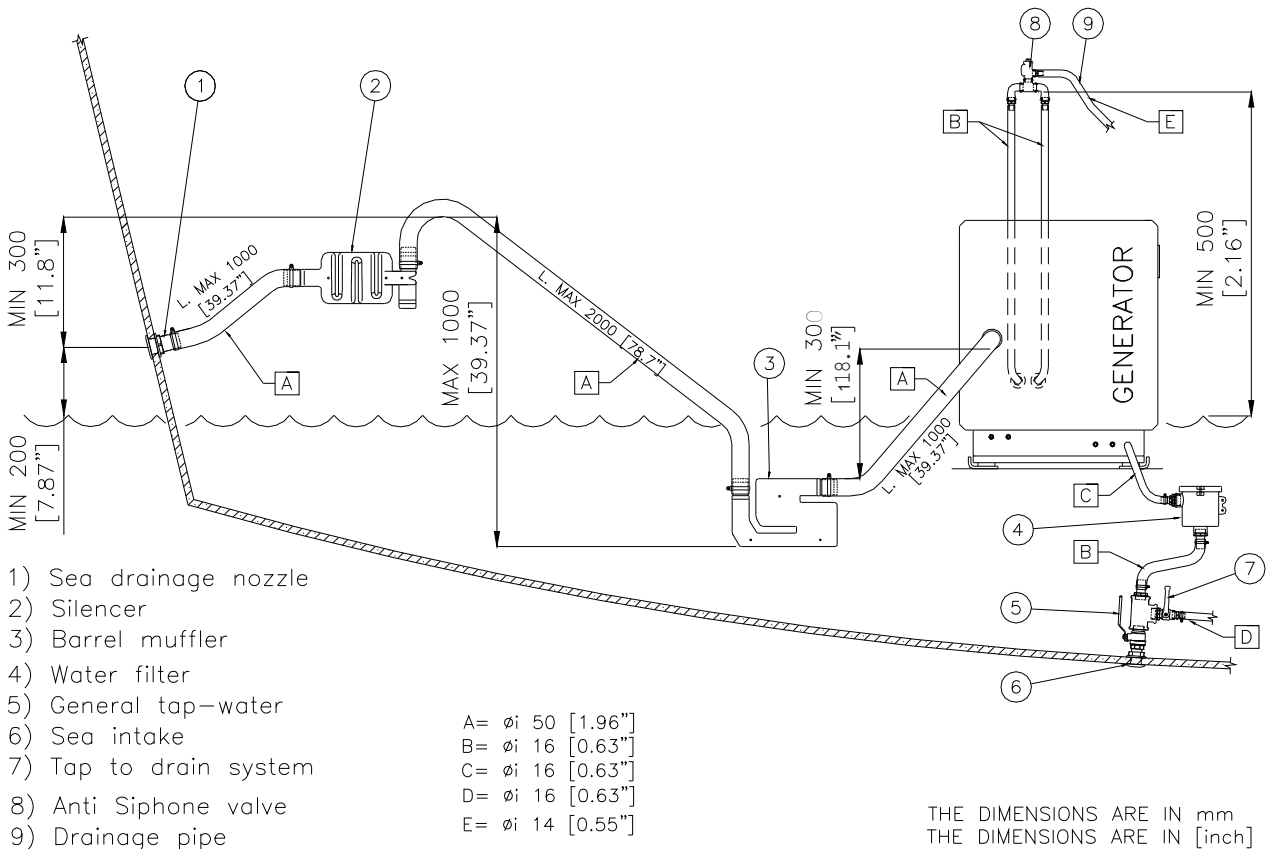 8
9
1
2
B
E
MIN 300
[11.8”]
L. MAX 1000
[39.37”]
A
MAX 1000
[39.37”]
L. MAX 2000 [78.7”]
A
3
MIN 300
[118.1”]
A
L. MAX 1000
[39.37”]
GENERATOR
MIN 500
[2.16”]
MIN 200
[7.87”]
C
4
B
7
5
D
6
1) Sea drainage nozzle
2) Silencer
3) Barrel muffler
4) Water filter
5) General tap-water
6) Sea intake
7) Tap to drain system
8) Anti Siphone valve
9) Drainage pipe
A= øi 50 [1.96”]
B= øi 16 [0.63”]
C= øi 16 [0.63”]
D= øi 16 [0.63”]
E= øi 14 [0.55”]
THE DIMENSIONS ARE IN mm
THE DIMENSIONS ARE IN [inch]